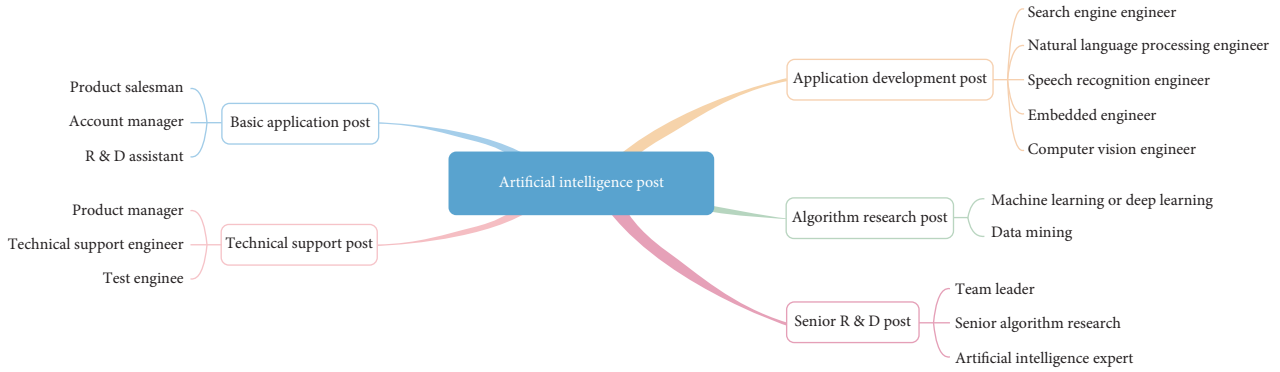 Artificial intelligence post
Basic application post
Product salesman
Account manager
R & D assistant
Technical support post
Product manager
Technical support engineer
Test enginee
Application development post
Search engine engineer
Natural language processing engineer
Speech recognition engineer
Embedded engineer
Computer vision engineer
Algorithm research post
Machine learning or deep learning
Data mining
Senior R & D post
Team leader
Senior algorithm research
Artificial intelligence expert